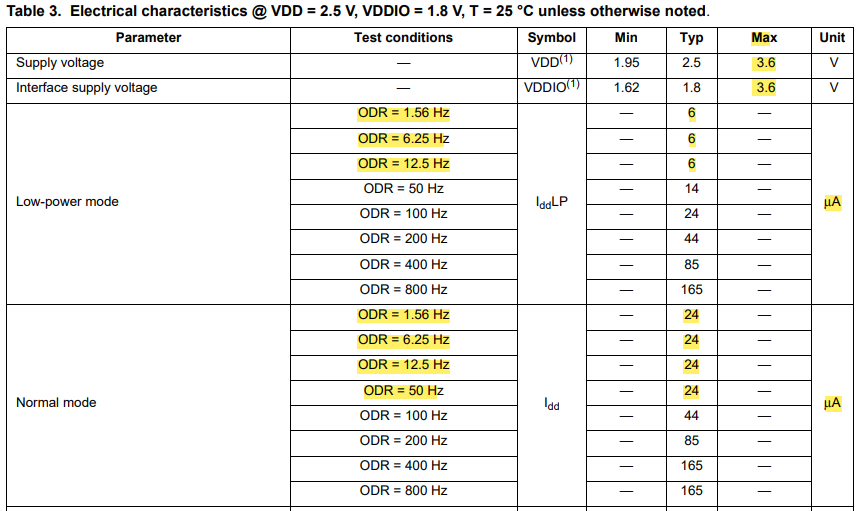 Table 3. Electrical characteristics @ VDD = 2.5 V, VDDIO = 1.8 V, T = 25 °C unless otherwise noted.
Parameter Test conditions Symbol Min Typ Max Unit
Supply voltage — VDD(1) 1.95 2.5 3.6 V
Interface supply voltage — VDDIO(1) 1.62 1.8 3.6 V
Low-power mode ODR = 1.56 Hz IddLP — 6 — μA
ODR = 6.25 Hz — 6 —
ODR = 12.5 Hz — 6 —
ODR = 50 Hz — 14 —
ODR = 100 Hz — 24 —
ODR = 200 Hz — 44 —
ODR = 400 Hz — 85 —
ODR = 800 Hz — 165 —
Normal mode ODR = 1.56 Hz Idd — 24 — μA
ODR = 6.25 Hz — 24 —
ODR = 12.5 Hz — 24 —
ODR = 50 Hz — 24 —
ODR = 100 Hz — 44 —
ODR = 200 Hz — 85 —
ODR = 400 Hz — 165 —
ODR = 800 Hz — 165 —